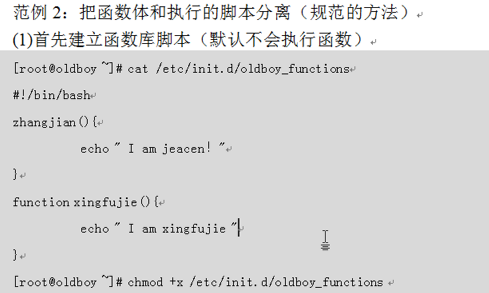 范例 2：把函数体和执行的脚本分离（规范的方法）
(1)首先建立函数库脚本（默认不会执行函数）
[root@oldboy ~]# cat /etc/init.d/oldboy_functions
#!/bin/bash
zhangjian(){
echo " I am jeacen! "
}
function xingfujie(){
echo " I am xingfujie "
}
[root@oldboy ~]# chmod +x /etc/init.d/oldboy_functions